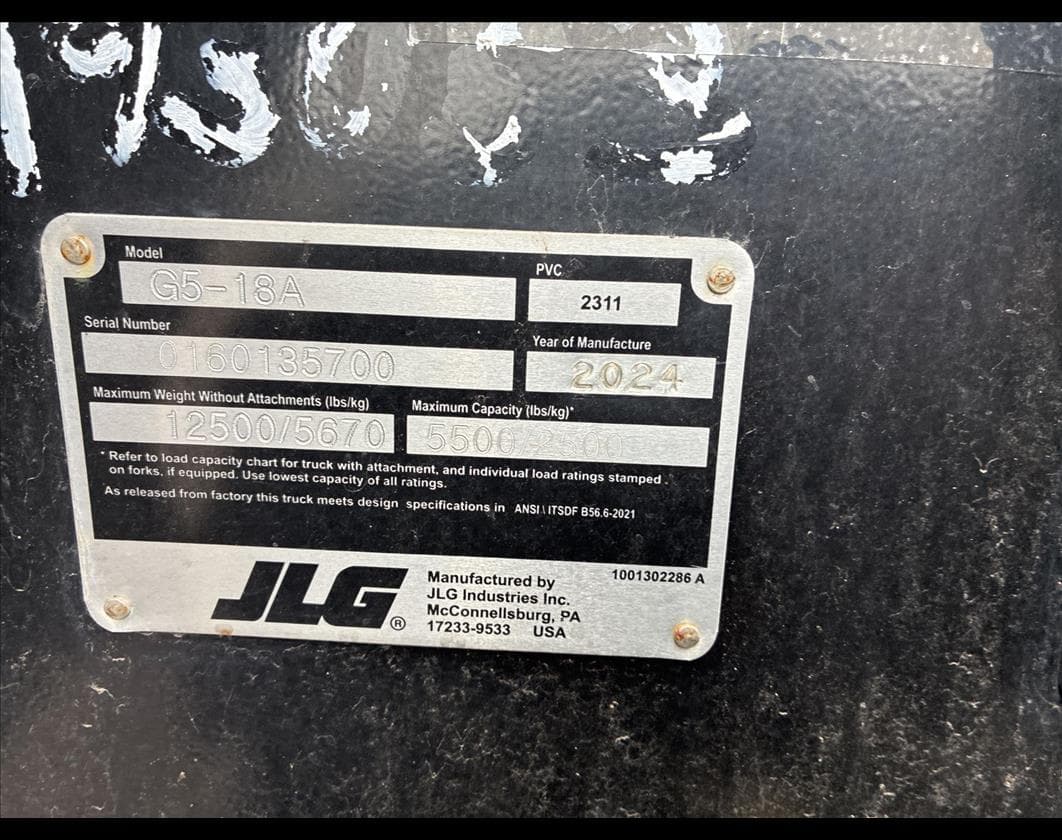 Model
G5-18A
PVC
2311
Serial Number
0160135700
Year of Manufacture
2024
Maximum Weight Without Attachments (lbs/kg)
12500/5670
Maximum Capacity (lbs/kg)*
5500/2500
* Refer to load capacity chart for truck with attachment, and individual load ratings stamped
on forks, if equipped. Use lowest capacity of all ratings.
As released from factory this truck meets design specifications in ANSI \ ITSDF B56.6-2021
JLG®
Manufactured by
JLG Industries Inc.
McConnellsburg, PA
17233-9533 USA
1001302286 A